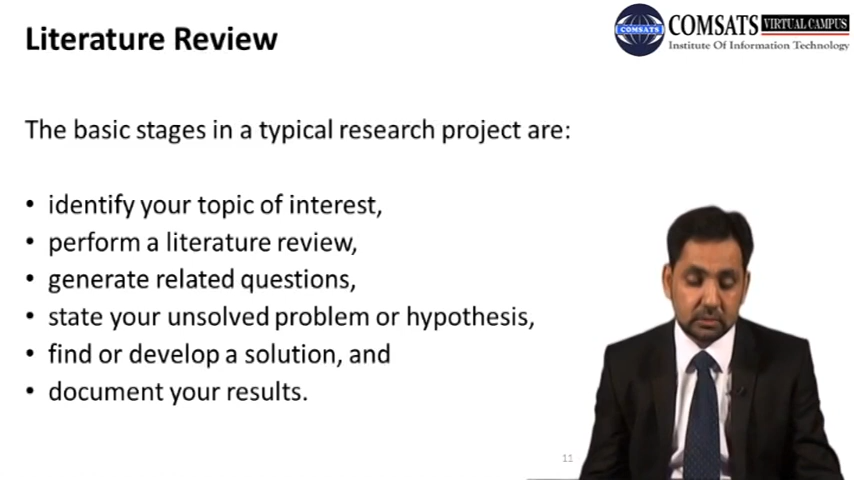 Literature Review
COMSATS VIRTUAL CAMPUS
Institute Of Information Technology
COMSATS
The basic stages in a typical research project are:
• identify your topic of interest,
• perform a literature review,
• generate related questions,
• state your unsolved problem or hypothesis,
• find or develop a solution, and
• document your results.
11